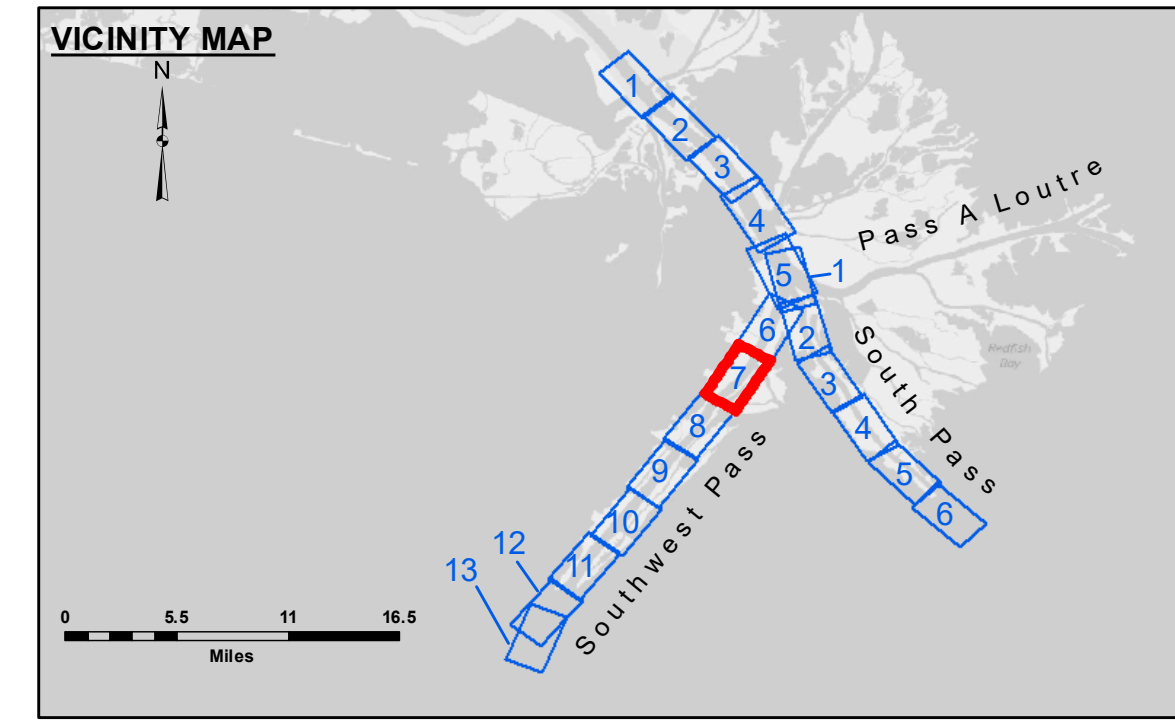 VICINITY MAP
N
1
2
3
4
5
1
6
2
7
3
8
4
9
5
10
6
11
12
13
Pass A Loutre
South Pass
Southwest Pass
Redfish
Bay
0 5.5 11 16.5
Miles